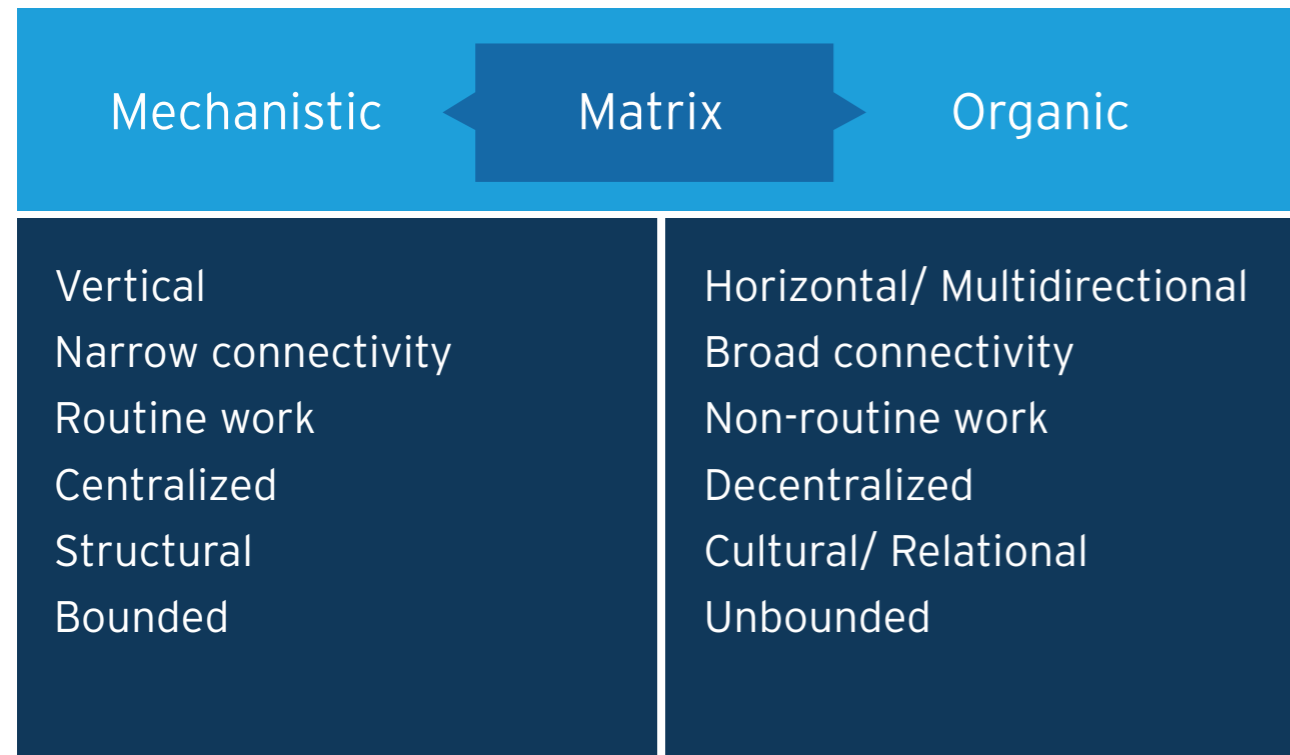 Mechanistic
Matrix
Organic
Vertical
Narrow connectivity
Routine work
Centralized
Structural
Bounded
Horizontal/ Multidirectional
Broad connectivity
Non-routine work
Decentralized
Cultural/ Relational
Unbounded